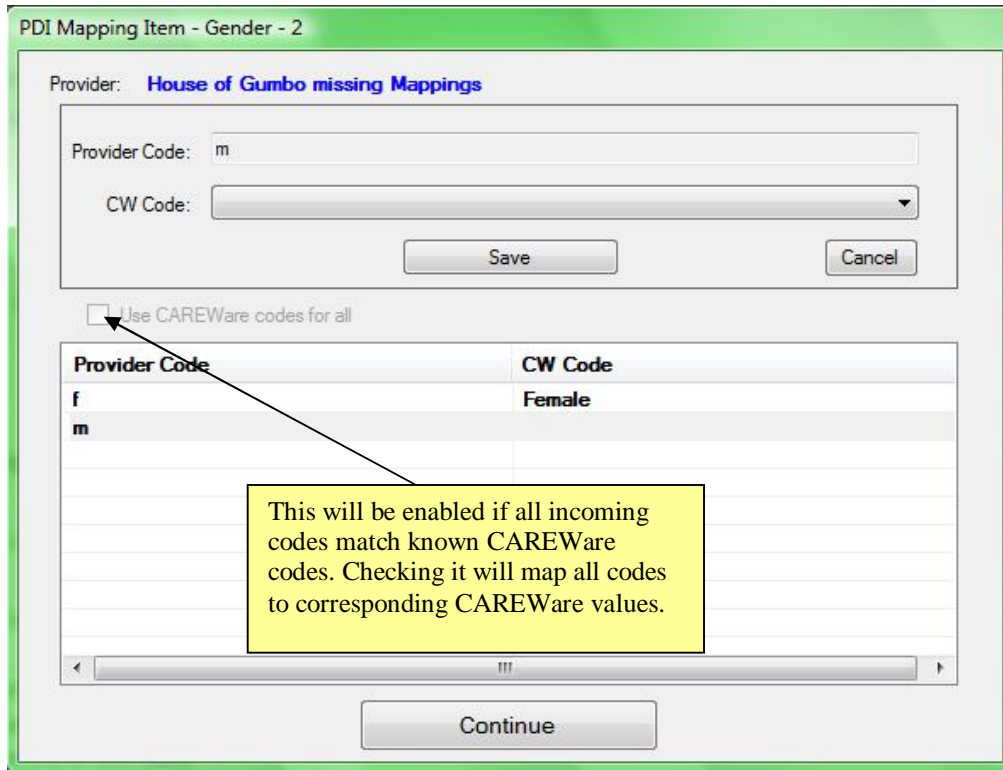 PDI Mapping Item - Gender - 2
Provider: House of Gumbo missing Mappings
Provider Code: m
CW Code:
Save Cancel
Use CAREWare codes for all
Provider Code CW Code
f Female
m
This will be enabled if all incoming
codes match known CAREWare
codes. Checking it will map all codes
to corresponding CAREWare values.
Continue